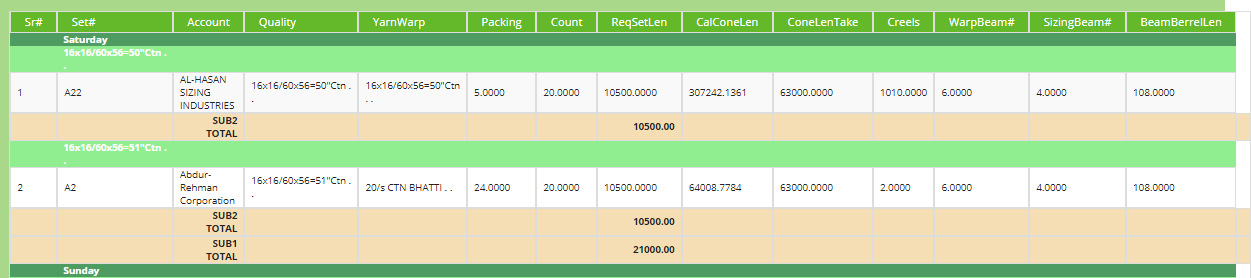 Sr# Set# Account Quality YarnWarp Packing Count ReqSetLen CalConeLen ConeLenTake Creels WarpBeam# SizingBeam# BeamBerrelLen
Saturday
16x16/60x56=50"Ctn .
.
1 A22 AL-HASAN SIZING INDUSTRIES 16x16/60x56=50"Ctn . . 16x16/60x56=50"Ctn . . 5.0000 20.0000 10500.0000 307242.1361 63000.0000 1010.0000 6.0000 4.0000 108.0000
SUB2 TOTAL 10500.00
16x16/60x56=51"Ctn .
.
2 A2 Abdur-Rehman Corporation 16x16/60x56=51"Ctn . . 20/s CTN BHATTI . . 24.0000 20.0000 10500.0000 64008.7784 63000.0000 2.0000 6.0000 4.0000 108.0000
SUB2 TOTAL 10500.00
SUB1 TOTAL 21000.00
Sunday